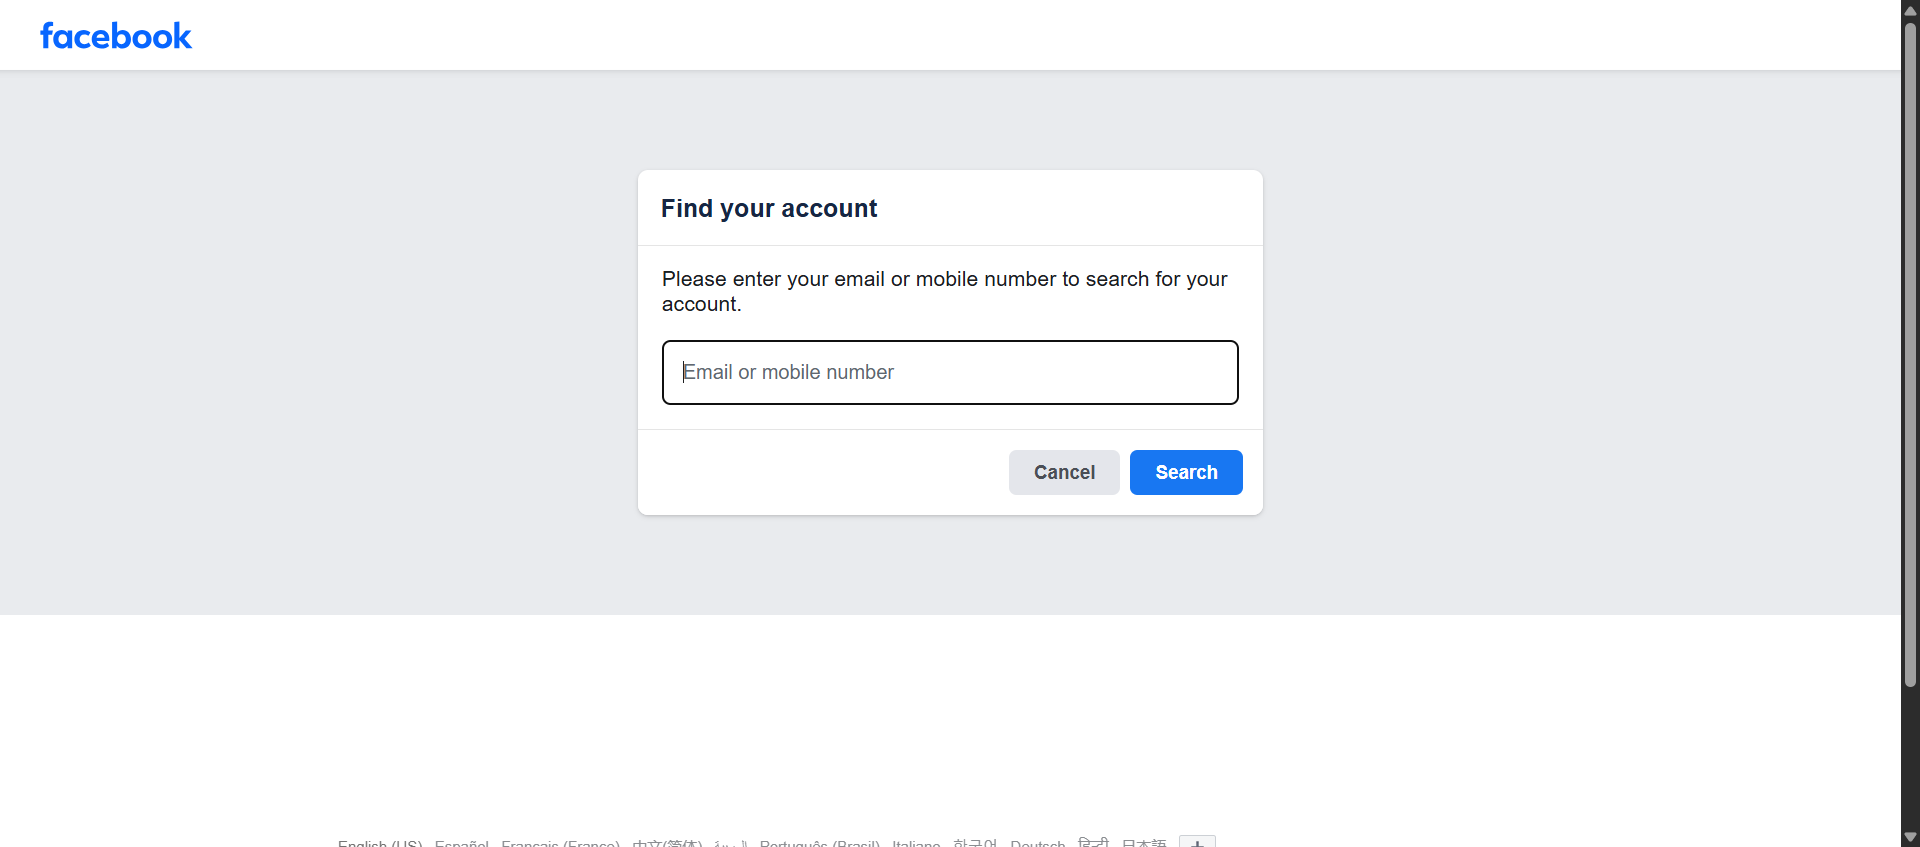 facebook
Find your account
Please enter your email or mobile number to search for your
account.
Email or mobile number
Cancel Search
English (US) Español Français (France) 中文(简体) العربية Português (Brasil) Italiano 한국어 Deutsch हिन्दी 日本語